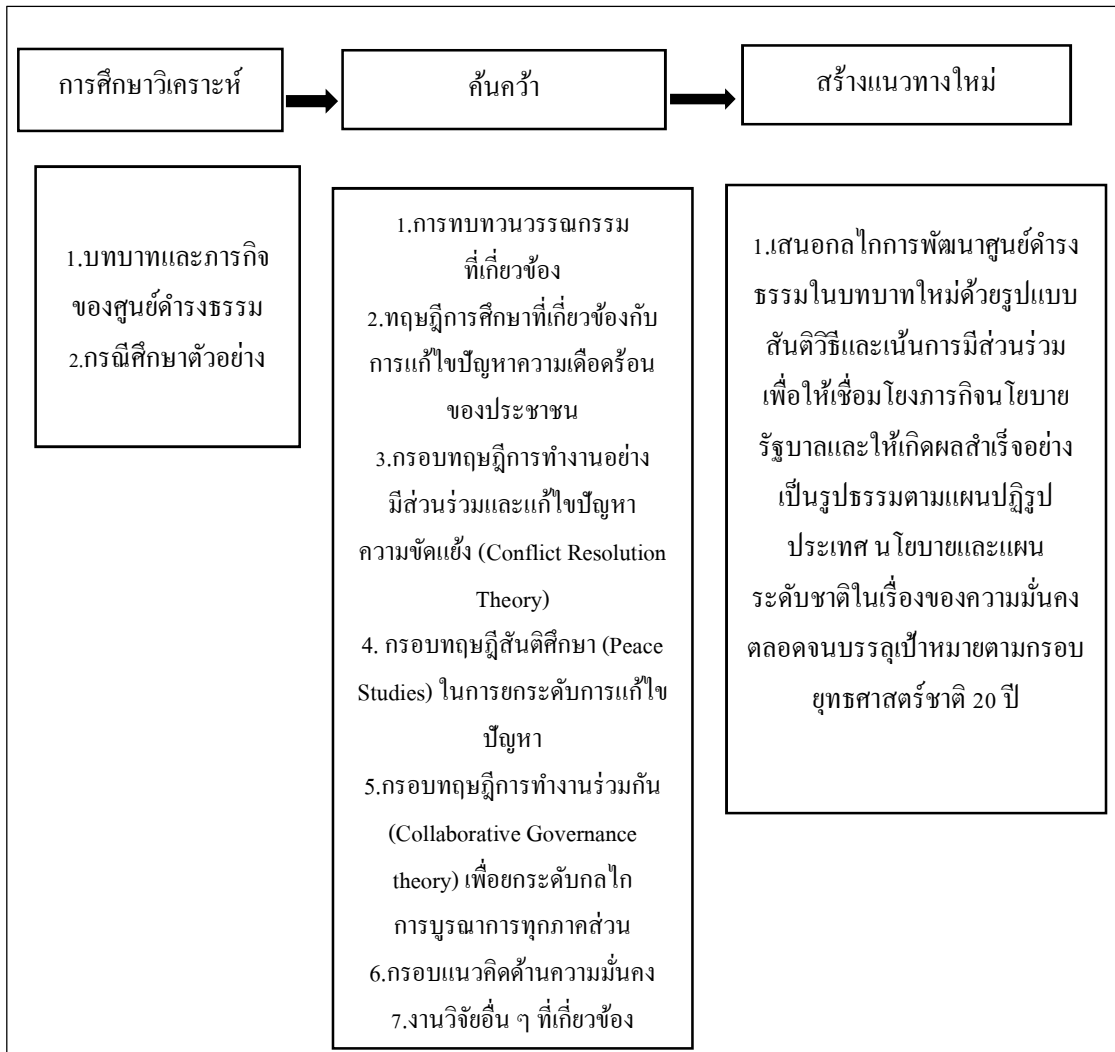 การศึกษาวิเคราะห์
ค้นคว้า
สร้างแนวทางใหม่
1.บทบาทและภารกิจ
ของศูนย์ดำรงธรรม
2.กรณีศึกษาตัวอย่าง
1.การทบทวนวรรณกรรม
ที่เกี่ยวข้อง
2.ทฤษฎีการศึกษาที่เกี่ยวข้องกับ
การแก้ไขปัญหาความเดือดร้อน
ของประชาชน
3.กรอบทฤษฎีการทำงานอย่าง
มีส่วนร่วมและแก้ไขปัญหา
ความขัดแย้ง (Conflict Resolution
Theory)
4. กรอบทฤษฎีสันติศึกษา (Peace
Studies) ในการยกระดับการแก้ไข
ปัญหา
5.กรอบทฤษฎีการทำงานร่วมกัน
(Collaborative Governance
theory) เพื่อยกระดับกลไก
การบูรณาการทุกภาคส่วน
6.กรอบแนวคิดด้านความมั่นคง
7.งานวิจัยอื่น ๆ ที่เกี่ยวข้อง
1.เสนอกลไกการพัฒนาศูนย์ดำรง
ธรรมในบทบาทใหม่ด้วยรูปแบบ
สันติวิธีและเน้นการมีส่วนร่วม
เพื่อให้เชื่อมโยงภารกิจนโยบาย
รัฐบาลและให้เกิดผลสำเร็จอย่าง
เป็นรูปธรรมตามแผนปฏิรูป
ประเทศ นโยบายและแผน
ระดับชาติในเรื่องของความมั่นคง
ตลอดจนบรรลุเป้าหมายตามกรอบ
ยุทธศาสตร์ชาติ 20 ปี